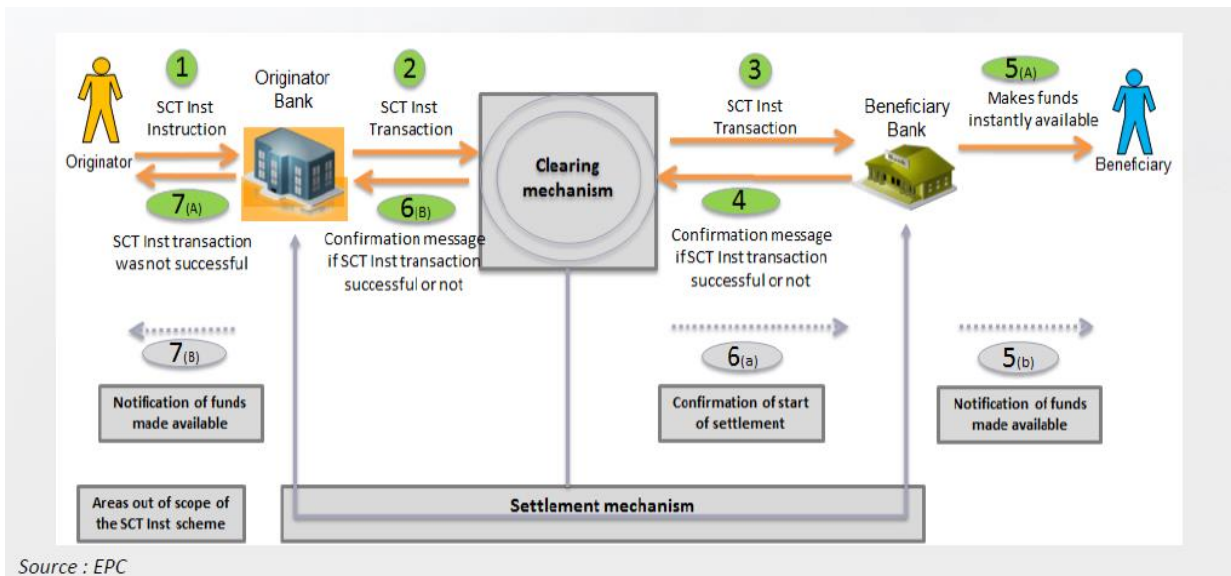 1
SCT Inst
Instruction
Originator
Originator
Bank
2
SCT Inst
Transaction
Clearing
mechanism
3
SCT Inst
Transaction
Beneficiary
Bank
5(A)
Makes funds
instantly available
Beneficiary
7(A)
SCT Inst transaction
was not successful
6(B)
Confirmation message
if SCT Inst transaction
successful or not
4
Confirmation message
if SCT Inst transaction
successful or not
7(B)
Notification of funds
made available
6(a)
Confirmation of start
of settlement
5(b)
Notification of funds
made available
Areas out of scope of
the SCT Inst scheme
Settlement mechanism
Source : EPC